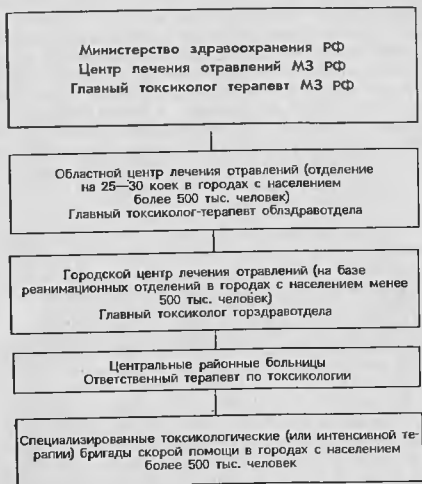 Министерство здравоохранения РФ
Центр лечения отравлений МЗ РФ
Главный токсиколог терапевт МЗ РФ
Областной центр лечения отравлений (отделение
на 25—30 коек в городах с населением
более 500 тыс. человек)
Главный токсиколог-терапевт облздравотдела
Городской центр лечения отравлений (на базе
реанимационных отделений в городах с населением менее
500 тыс. человек)
Главный токсиколог горздравотдела
Центральные районные больницы
Ответственный терапевт по токсикологии
Специализированные токсикологические (или интенсивной те-
рапии) бригады скорой помощи в городах с населением
более 500 тыс. человек